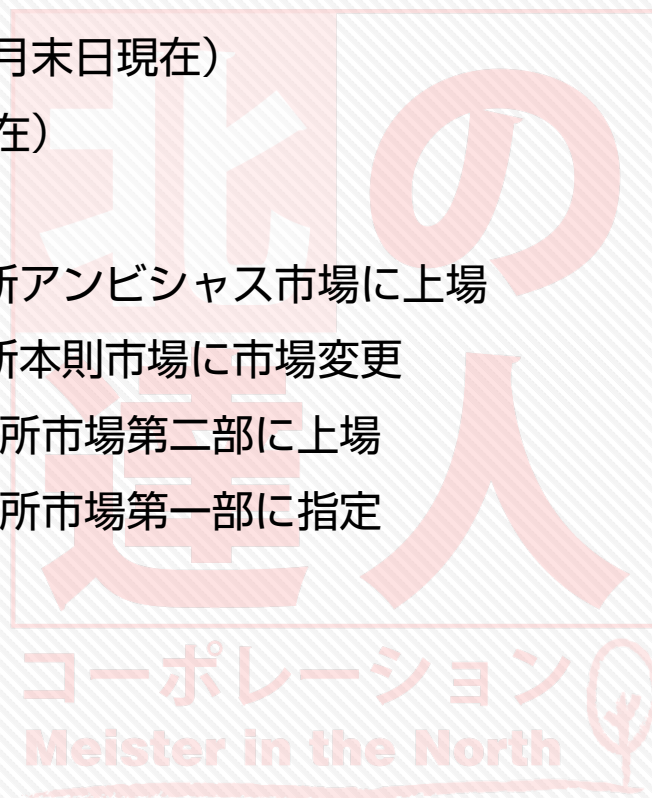 月末日現在）
在）
所アンビシャス市場に上場
所本則市場に市場変更
所市場第二部に上場
所市場第一部に指定
北の
達人
コーポレーション
Meister in the North